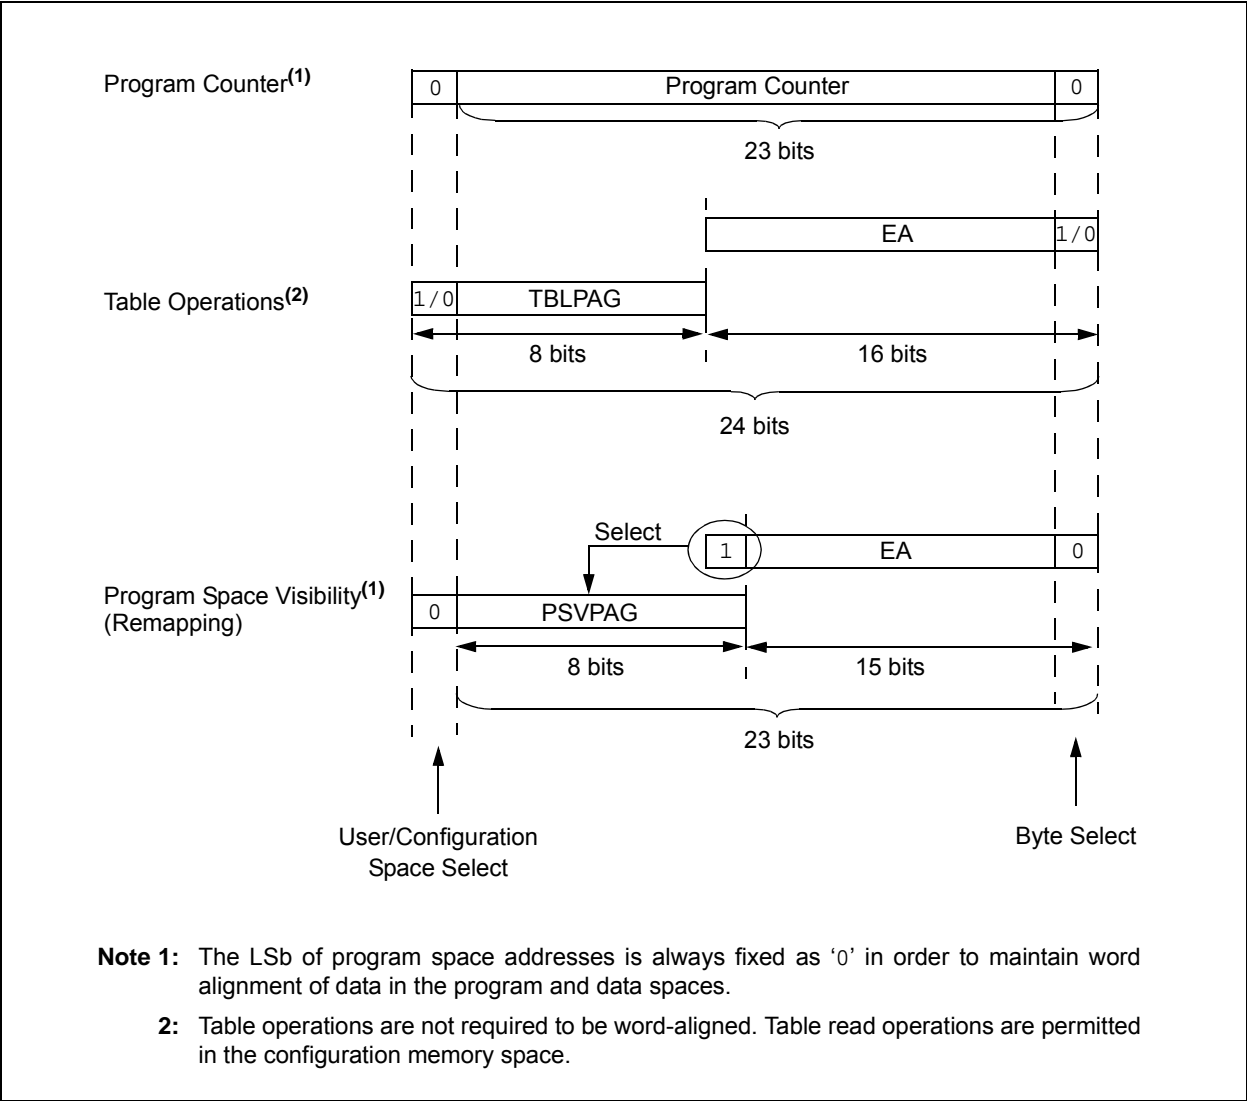 Program Counter(1)
0
Program Counter
0
23 bits
EA
1/0
Table Operations(2)
1/0
TBLPAG
8 bits
16 bits
24 bits
Select
1
EA
0
Program Space Visibility(1)
(Remapping)
0
PSVPAG
8 bits
15 bits
23 bits
User/Configuration
Space Select
Byte Select
Note 1: The LSb of program space addresses is always fixed as ‘0’ in order to maintain word
alignment of data in the program and data spaces.
2: Table operations are not required to be word-aligned. Table read operations are permitted
in the configuration memory space.